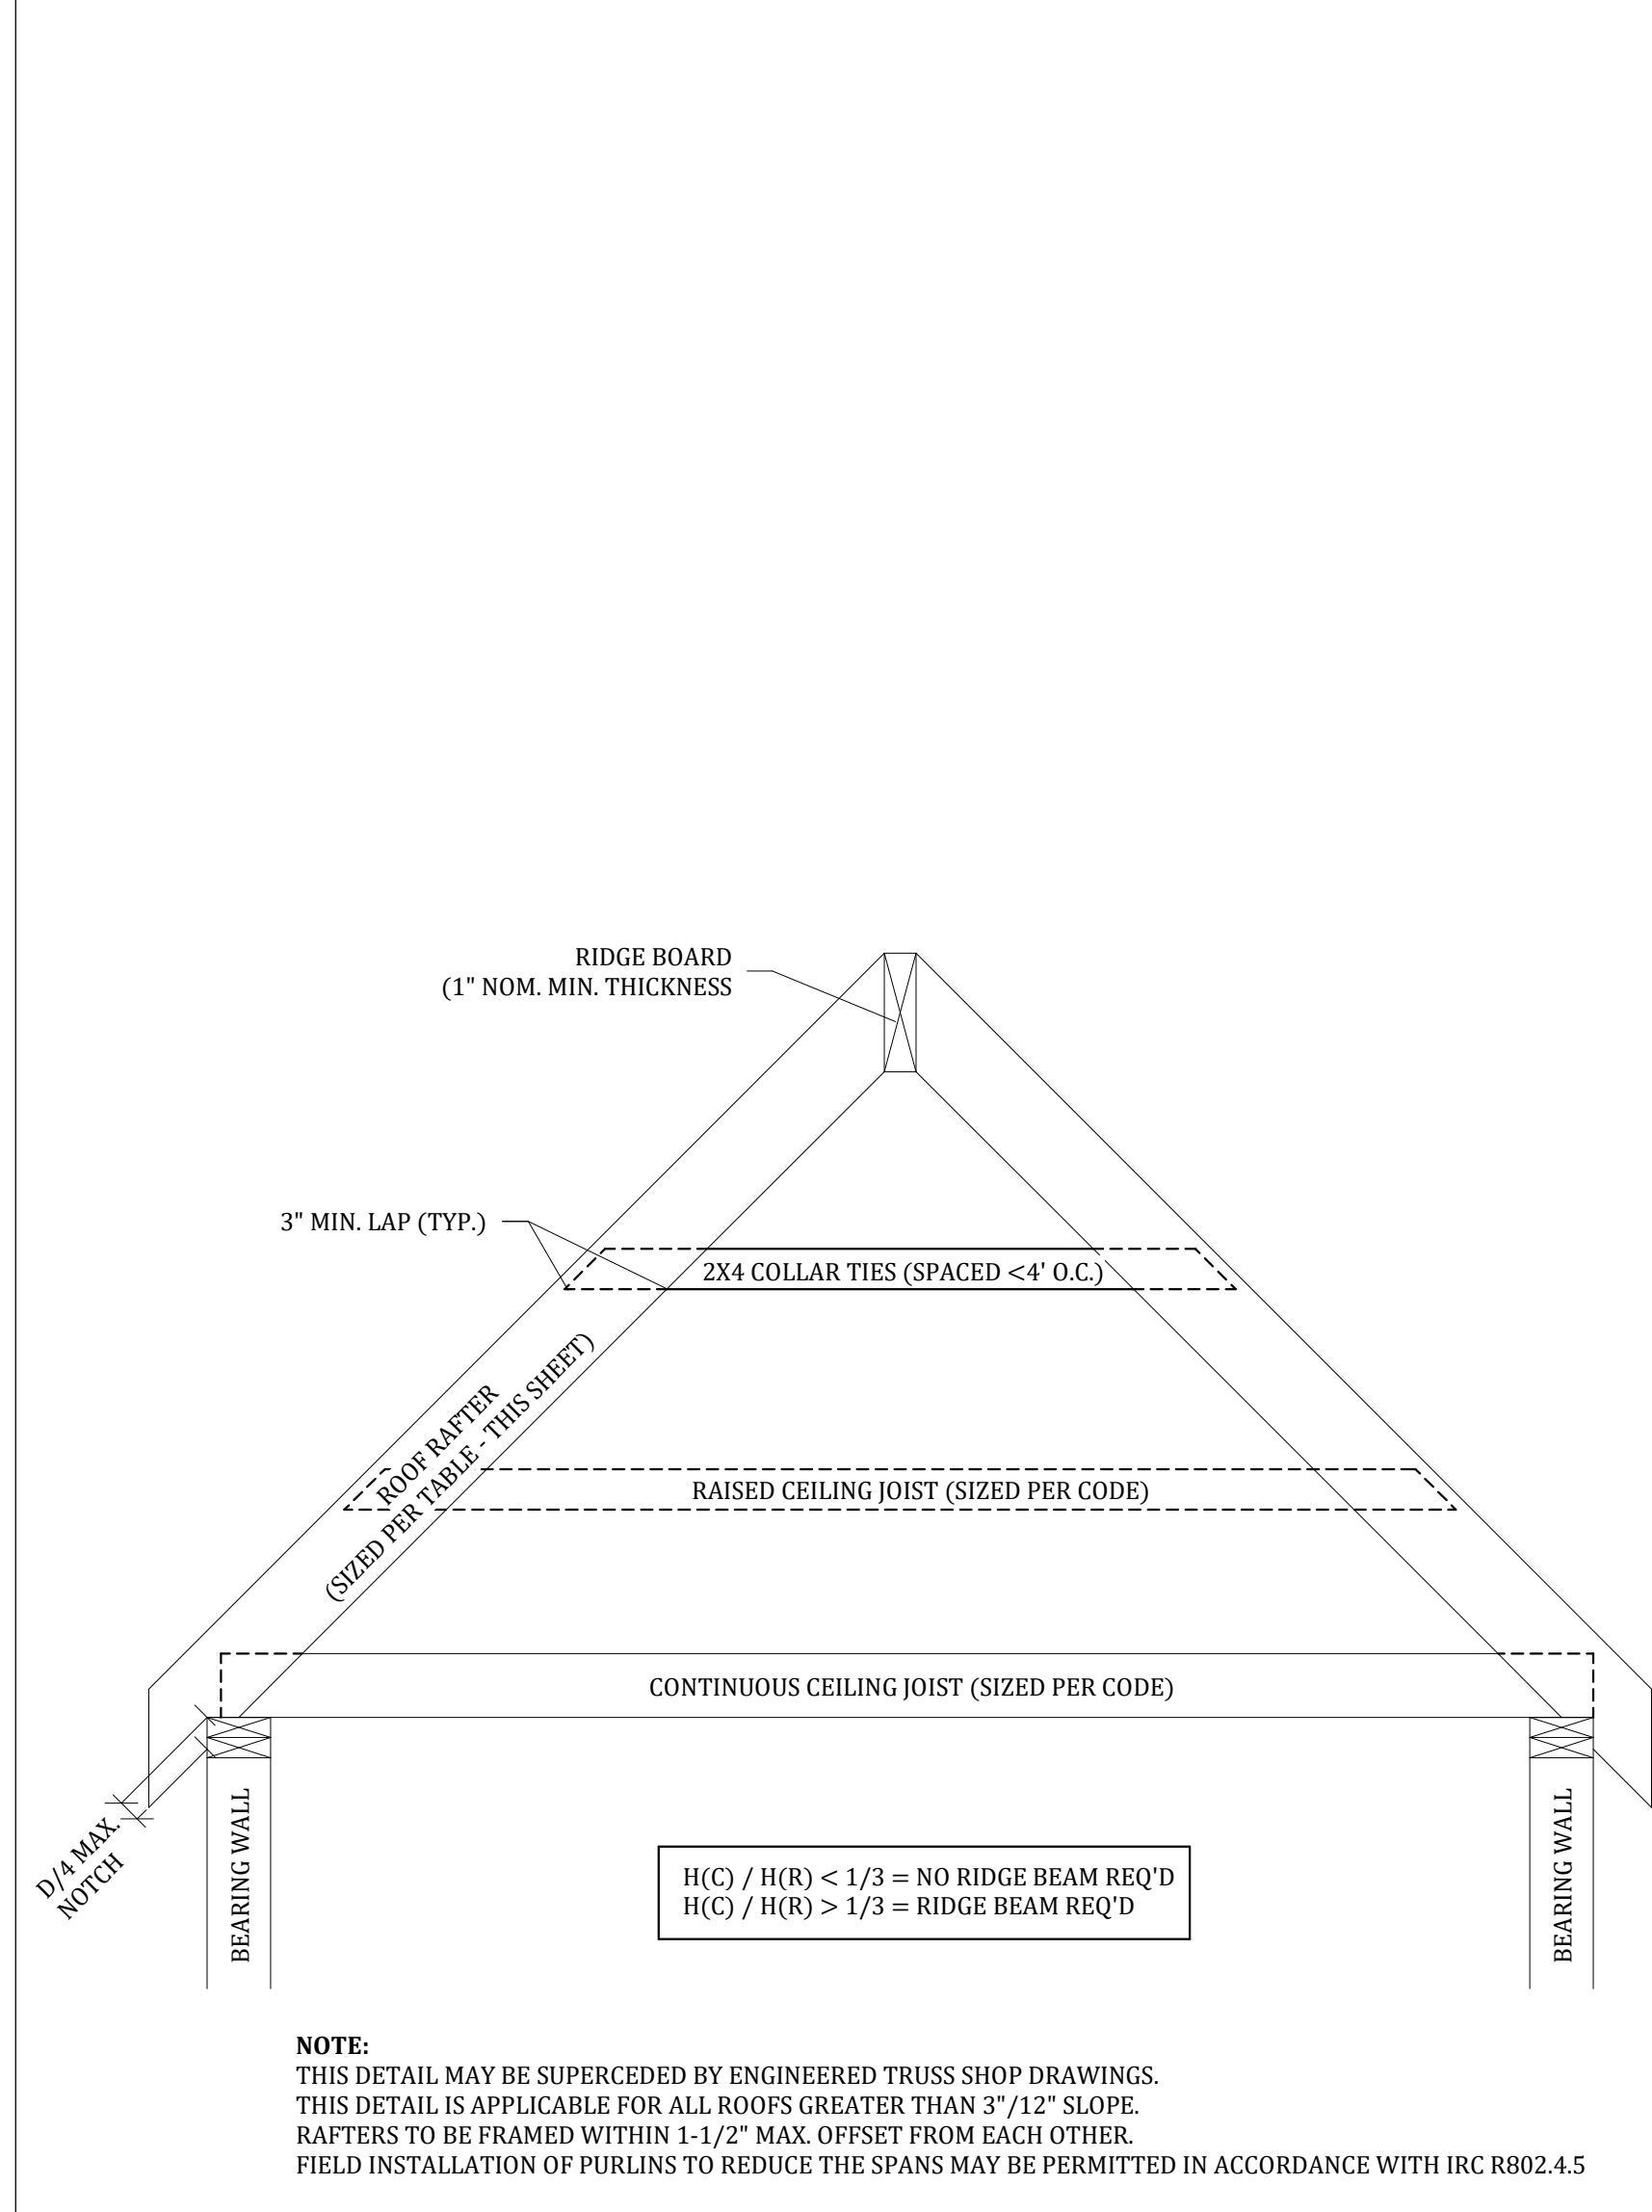 RIDGE BOARD
(1" NOM. MIN. THICKNESS
3" MIN. LAP (TYP.)
2X4 COLLAR TIES (SPACED <4' O.C.)
ROOF RAFTER
(SIZED PER TABLE - THIS SHEET)
RAISED CEILING JOIST (SIZED PER CODE)
CONTINUOUS CEILING JOIST (SIZED PER CODE)
D/4 MAX.
NOTCH
BEARING WALL
BEARING WALL
H(C) / H(R) < 1/3 = NO RIDGE BEAM REQ'D
H(C) / H(R) > 1/3 = RIDGE BEAM REQ'D
NOTE:
THIS DETAIL MAY BE SUPERCEDED BY ENGINEERED TRUSS SHOP DRAWINGS.
THIS DETAIL IS APPLICABLE FOR ALL ROOFS GREATER THAN 3"/12" SLOPE.
RAFTERS TO BE FRAMED WITHIN 1-1/2" MAX. OFFSET FROM EACH OTHER.
FIELD INSTALLATION OF PURLINS TO REDUCE THE SPANS MAY BE PERMITTED IN ACCORDANCE WITH IRC R802.4.5